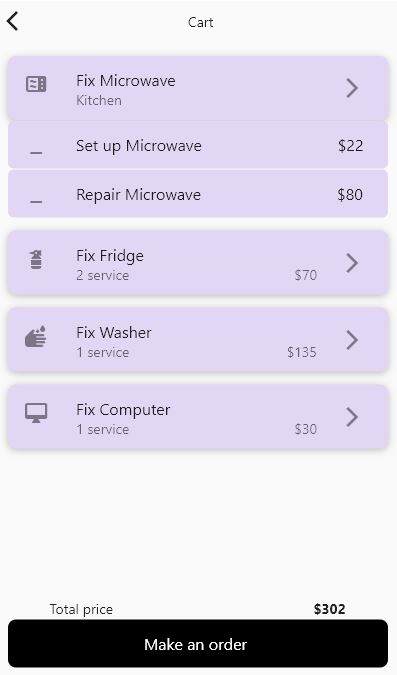 Cart
Fix Microwave
Kitchen
Set up Microwave $22
Repair Microwave $80
Fix Fridge
2 service $70
Fix Washer
1 service $135
Fix Computer
1 service $30
Total price $302
Make an order